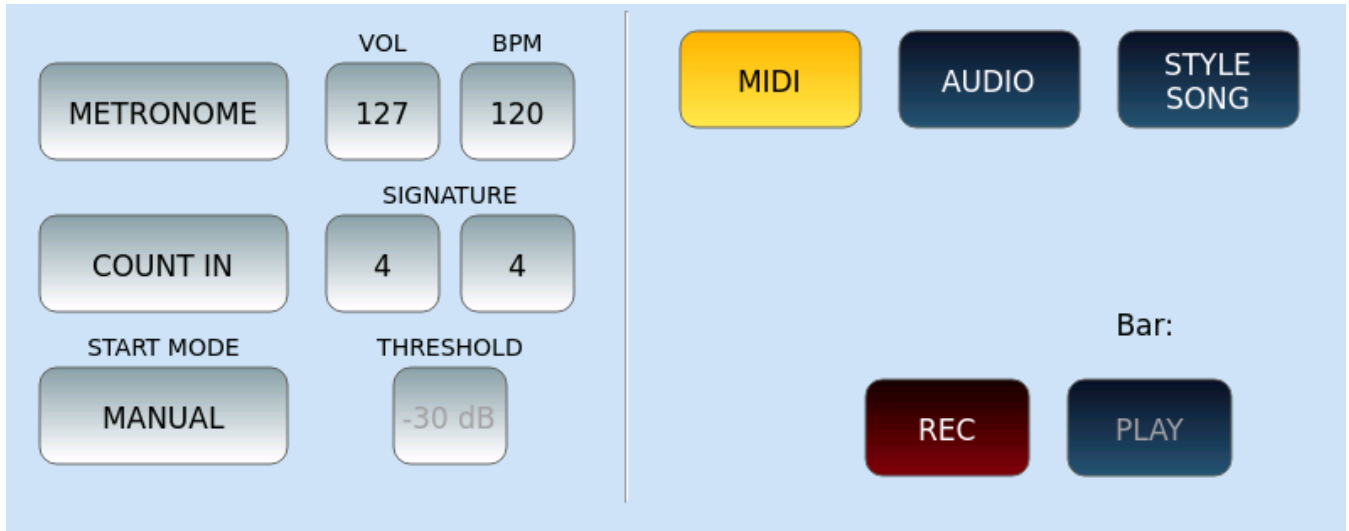 VOL BPM
METRONOME 127 120
SIGNATURE
COUNT IN 4 4
START MODE THRESHOLD
MANUAL -30 dB
MIDI AUDIO STYLE
SONG
Bar:
REC PLAY